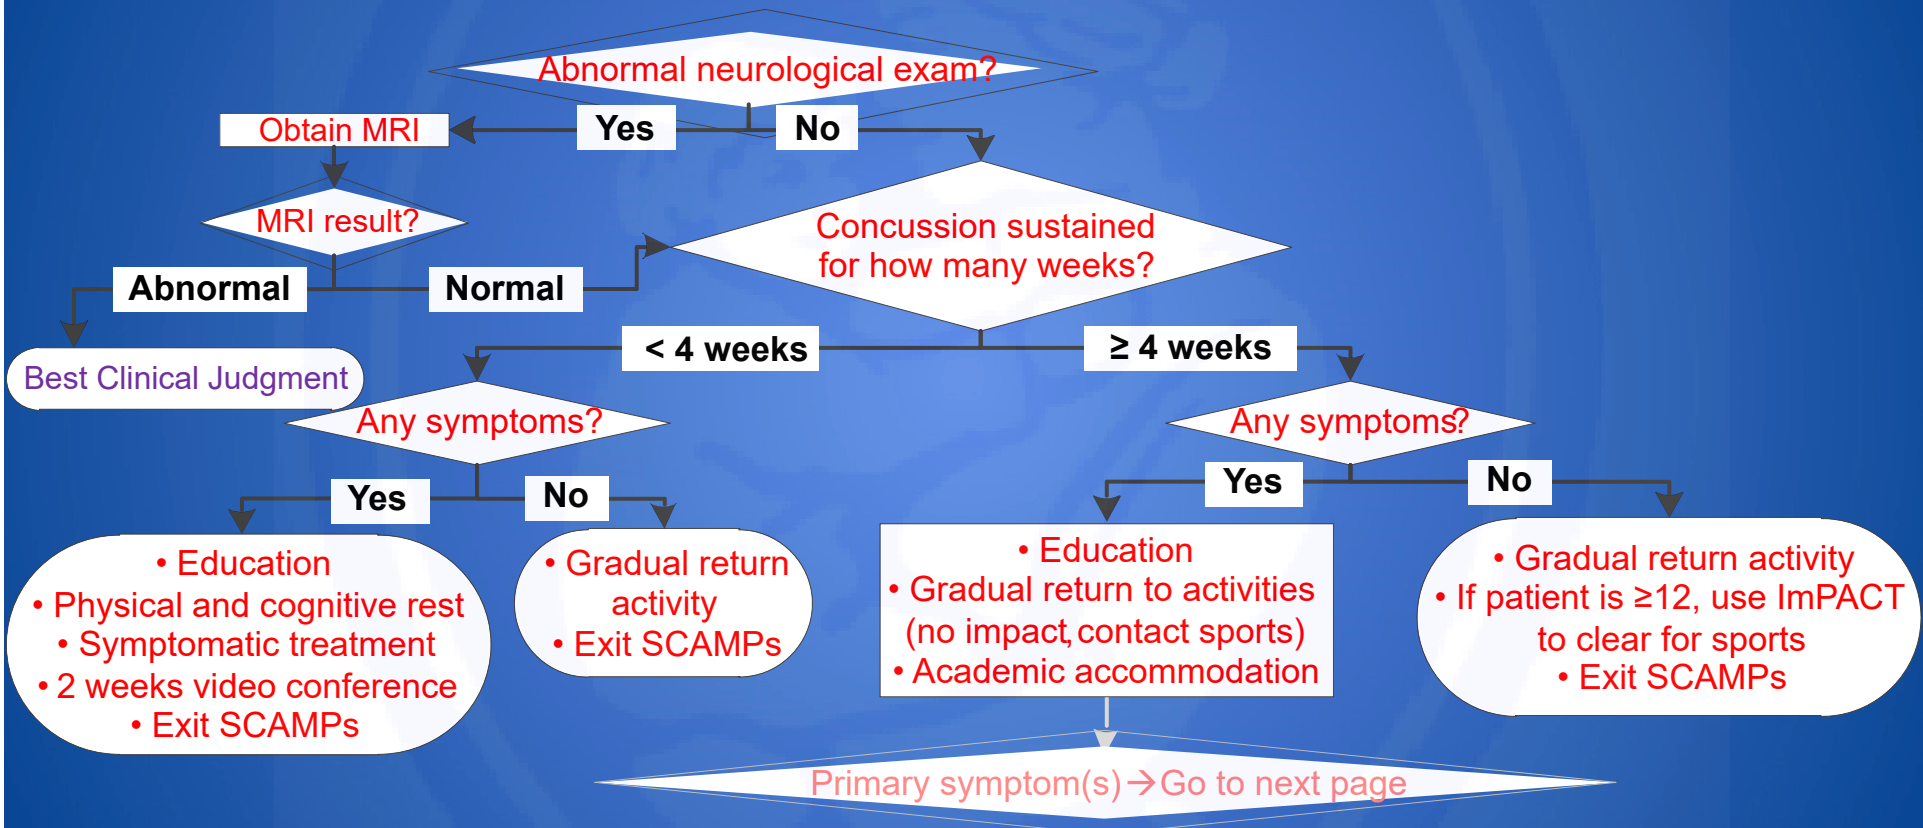 Abnormal neurological exam?
Yes
No
Obtain MRI
MRI result?
Concussion sustained
for how many weeks?
Abnormal
Normal
Best Clinical Judgment
< 4 weeks
≥ 4 weeks
Any symptoms?
Any symptoms?
Yes
No
Yes
No
• Education
• Physical and cognitive rest
• Symptomatic treatment
• 2 weeks video conference
• Exit SCAMPs
• Gradual return
activity
• Exit SCAMPs
• Education
• Gradual return to activities
(no impact, contact sports)
• Academic accommodation
• Gradual return activity
• If patient is ≥12, use ImPACT
to clear for sports
• Exit SCAMPs
Primary symptom(s) → Go to next page